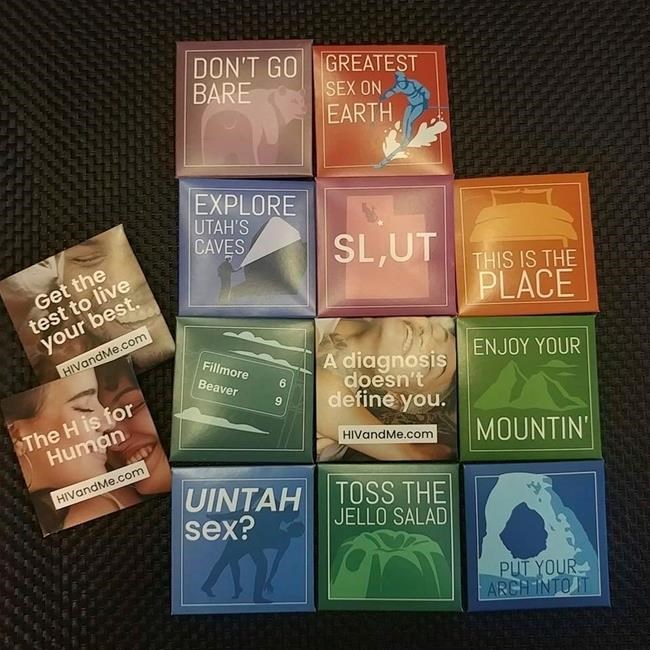 DON'T GO
BARE
GREATEST
SEX ON
EARTH
EXPLORE
UTAH'S
CAVES
SL,UT
THIS IS THE
PLACE
Get the
test to live
your best.
HIVandMe.com
Fillmore 6
Beaver 9
A diagnosis
doesn't
define you.
HIVandMe.com
ENJOY YOUR
MOUNTIN'
The H is for
Human
HIVandMe.com
UINTAH
sex?
TOSS THE
JELLO SALAD
PUT YOUR
ARCH INTO IT